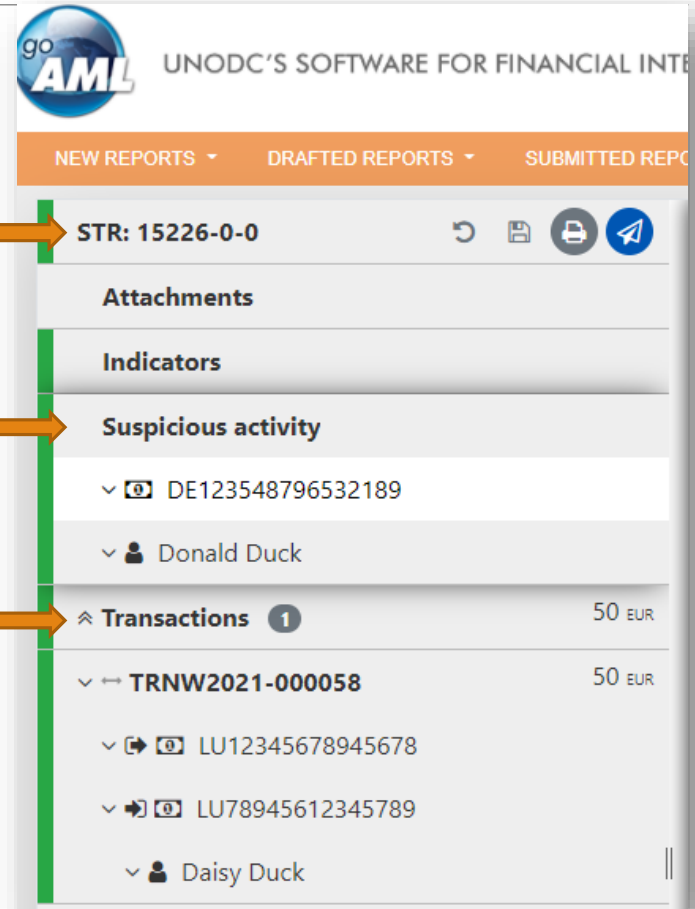 go
AML
UNODC'S SOFTWARE FOR FINANCIAL INTE
NEW REPORTS DRAFTED REPORTS SUBMITTED REPO
STR: 15226-0-0
Attachments
Indicators
Suspicious activity
DE123548796532189
Donald Duck
Transactions 1 50 EUR
TRNW2021-000058 50 EUR
LU12345678945678
LU78945612345789
Daisy Duck